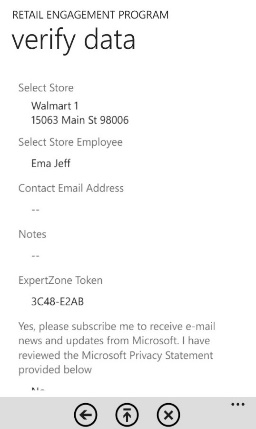 RETAIL ENGAGEMENT PROGRAM
verify data
Select Store
Walmart 1
15063 Main St 98006
Select Store Employee
Ema Jeff
Contact Email Address
--
Notes
--
ExpertZone Token
3C48-E2AB
Yes, please subscribe me to receive e-mail
news and updates from Microsoft. I have
reviewed the Microsoft Privacy Statement
provided below